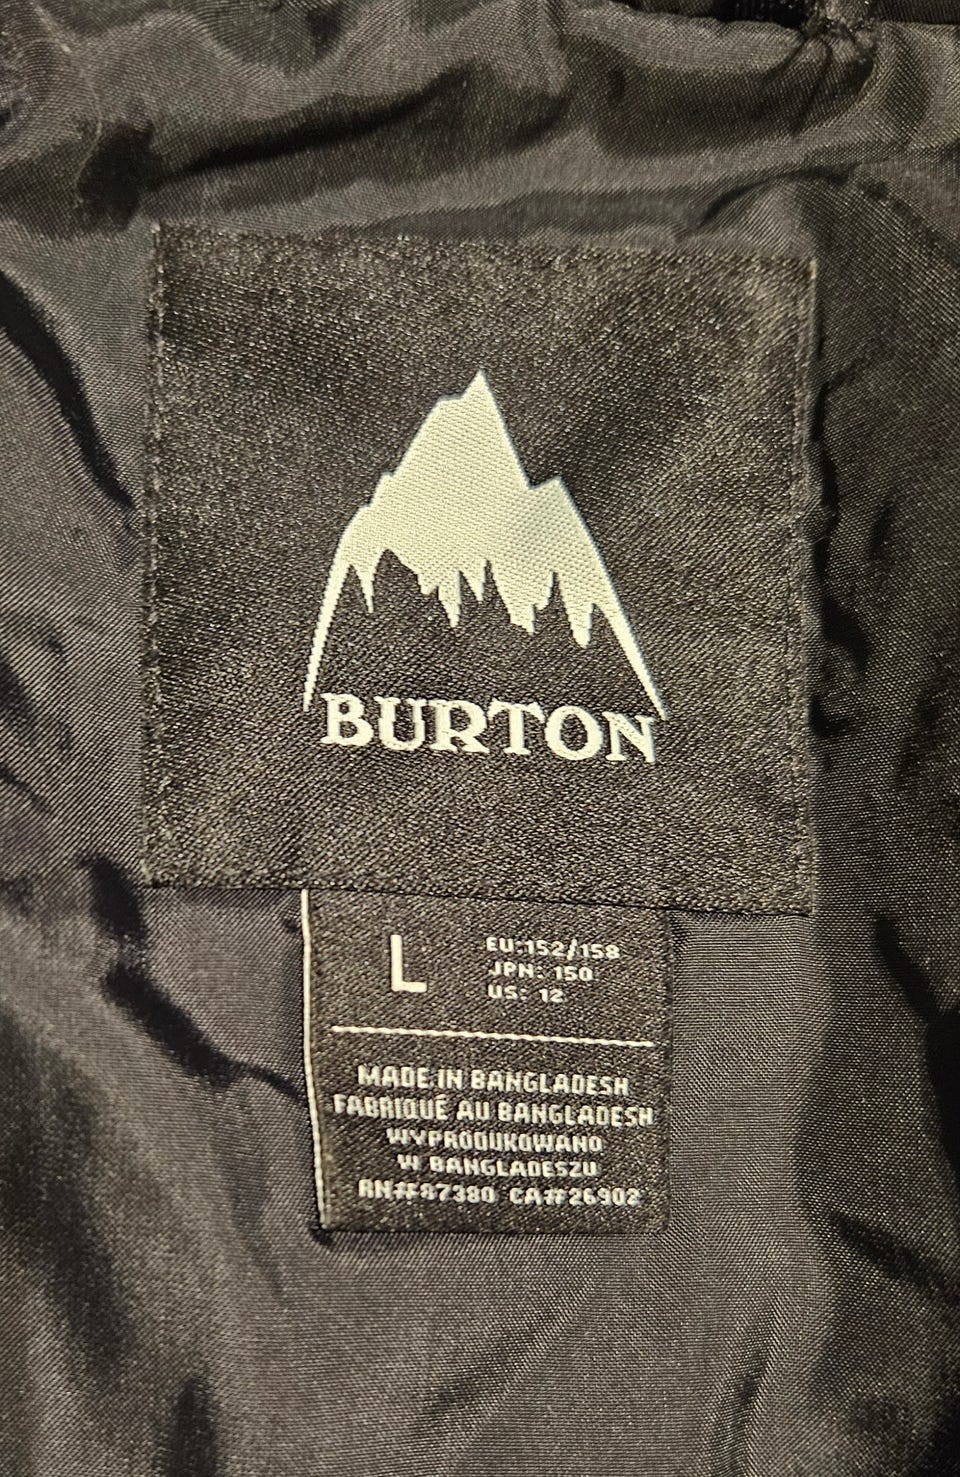 BURTON
L
EU:152/158
JPN: 150
US: 12
MADE IN BANGLADESH
FABRIQUÉ AU BANGLADESH
WYPRODUKOWANO
W BANGLADESZU
RN#87380 CA#26902